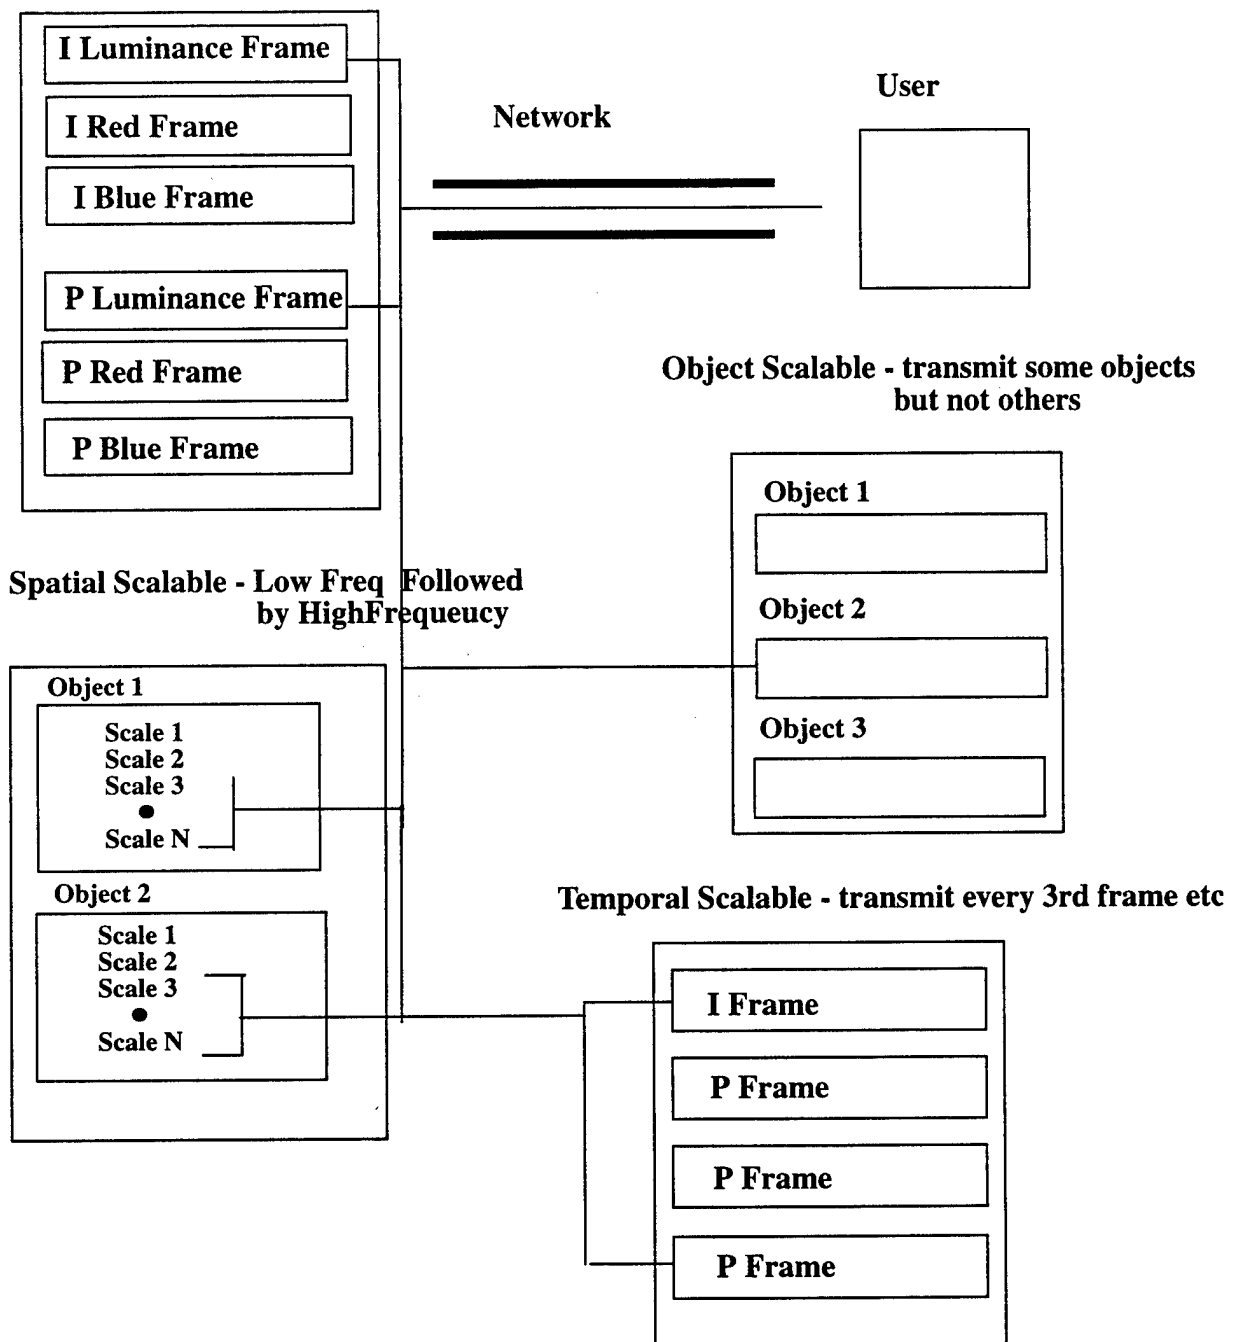 I Luminance Frame
I Red Frame
I Blue Frame
P Luminance Frame
P Red Frame
P Blue Frame
Network
User
Object Scalable - transmit some objects
but not others
Object 1
Object 2
Object 3
Spatial Scalable - Low Freq Followed
by HighFrequeucy
Object 1
Scale 1
Scale 2
Scale 3
Scale N
Object 2
Scale 1
Scale 2
Scale 3
Scale N
Temporal Scalable - transmit every 3rd frame etc
I Frame
P Frame
P Frame
P Frame